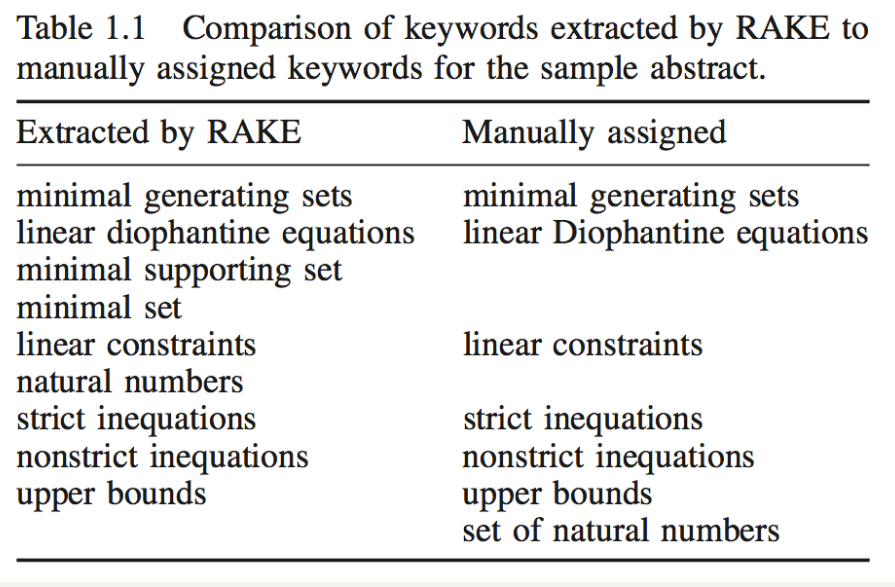 Table 1.1 Comparison of keywords extracted by RAKE to
manually assigned keywords for the sample abstract.
Extracted by RAKE Manually assigned
minimal generating sets minimal generating sets
linear diophantine equations linear Diophantine equations
minimal supporting set
minimal set
linear constraints linear constraints
natural numbers
strict inequations strict inequations
nonstrict inequations nonstrict inequations
upper bounds upper bounds
set of natural numbers